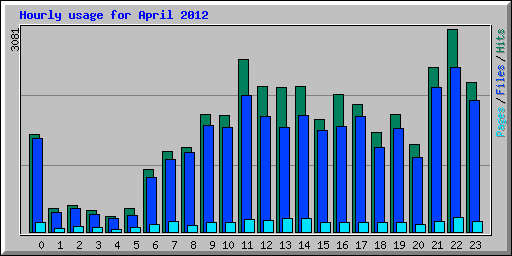 Hourly usage for April 2012
3081
Pages / Files / Hits
0 1 2 3 4 5 6 7 8 9 10 11 12 13 14 15 16 17 18 19 20 21 22 23